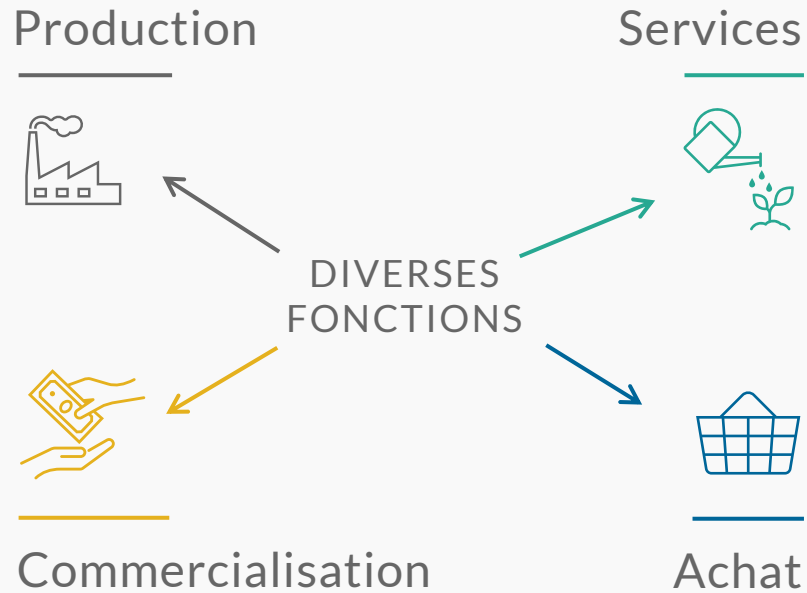 Production
Services
DIVERSES
FONCTIONS
Commercialisation
Achat